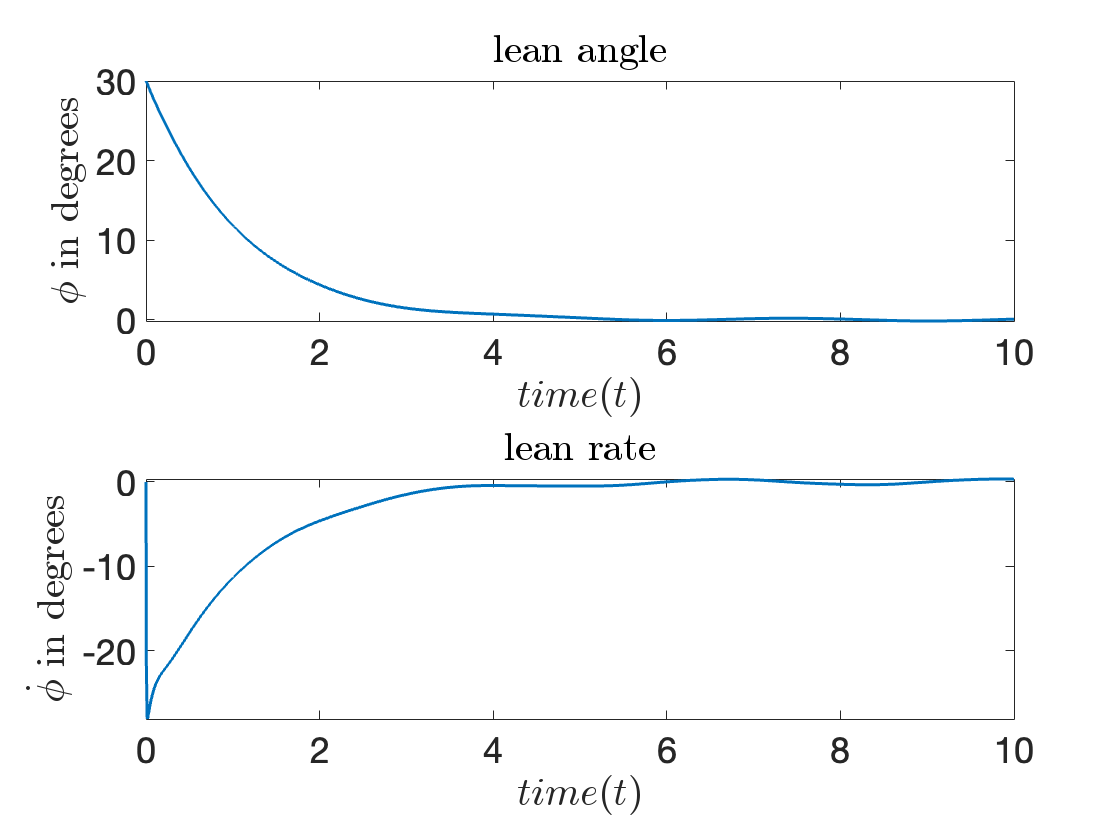 lean angle
ϕ in degrees
30
20
10
0
0 2 4 6 8 10
time(t)
lean rate
ϕ̇ in degrees
0
-10
-20
0 2 4 6 8 10
time(t)